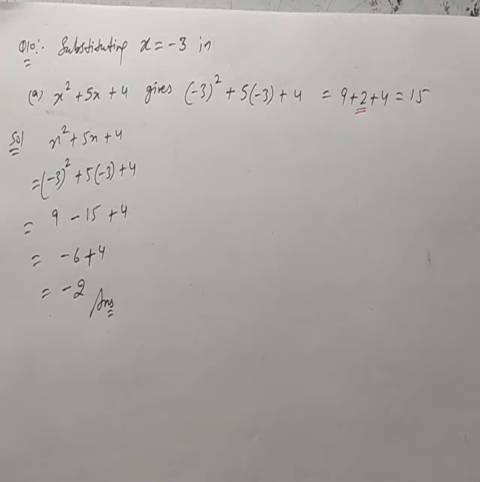 Q10:- Substituting x = -3 in
(a) x² + 5x + 4 gives (-3)² + 5(-3) + 4 = 9+2+4 = 15
Sol x² + 5x + 4
= (-3)² + 5(-3) + 4
= 9 - 15 + 4
= -6 + 4
= -2 Ans